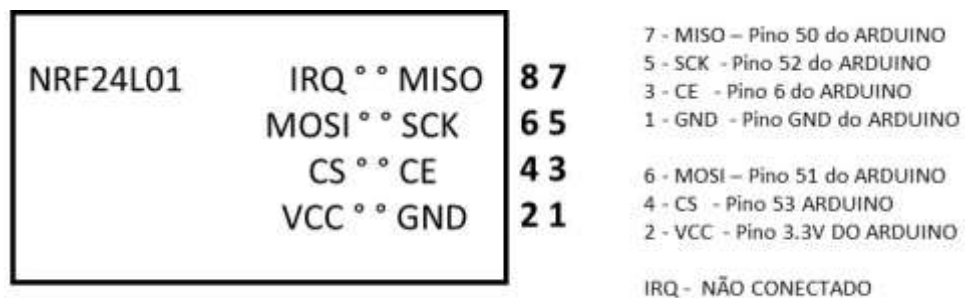 NRF24L01 IRQ ° ° MISO 8 7
MOSI ° ° SCK 6 5
CS ° ° CE 4 3
VCC ° ° GND 2 1
7 - MISO – Pino 50 do ARDUINO
5 - SCK - Pino 52 do ARDUINO
3 - CE - Pino 6 do ARDUINO
1 - GND - Pino GND do ARDUINO
6 - MOSI – Pino 51 do ARDUINO
4 - CS - Pino 53 ARDUINO
2 - VCC - Pino 3.3V DO ARDUINO
IRQ - NÃO CONECTADO